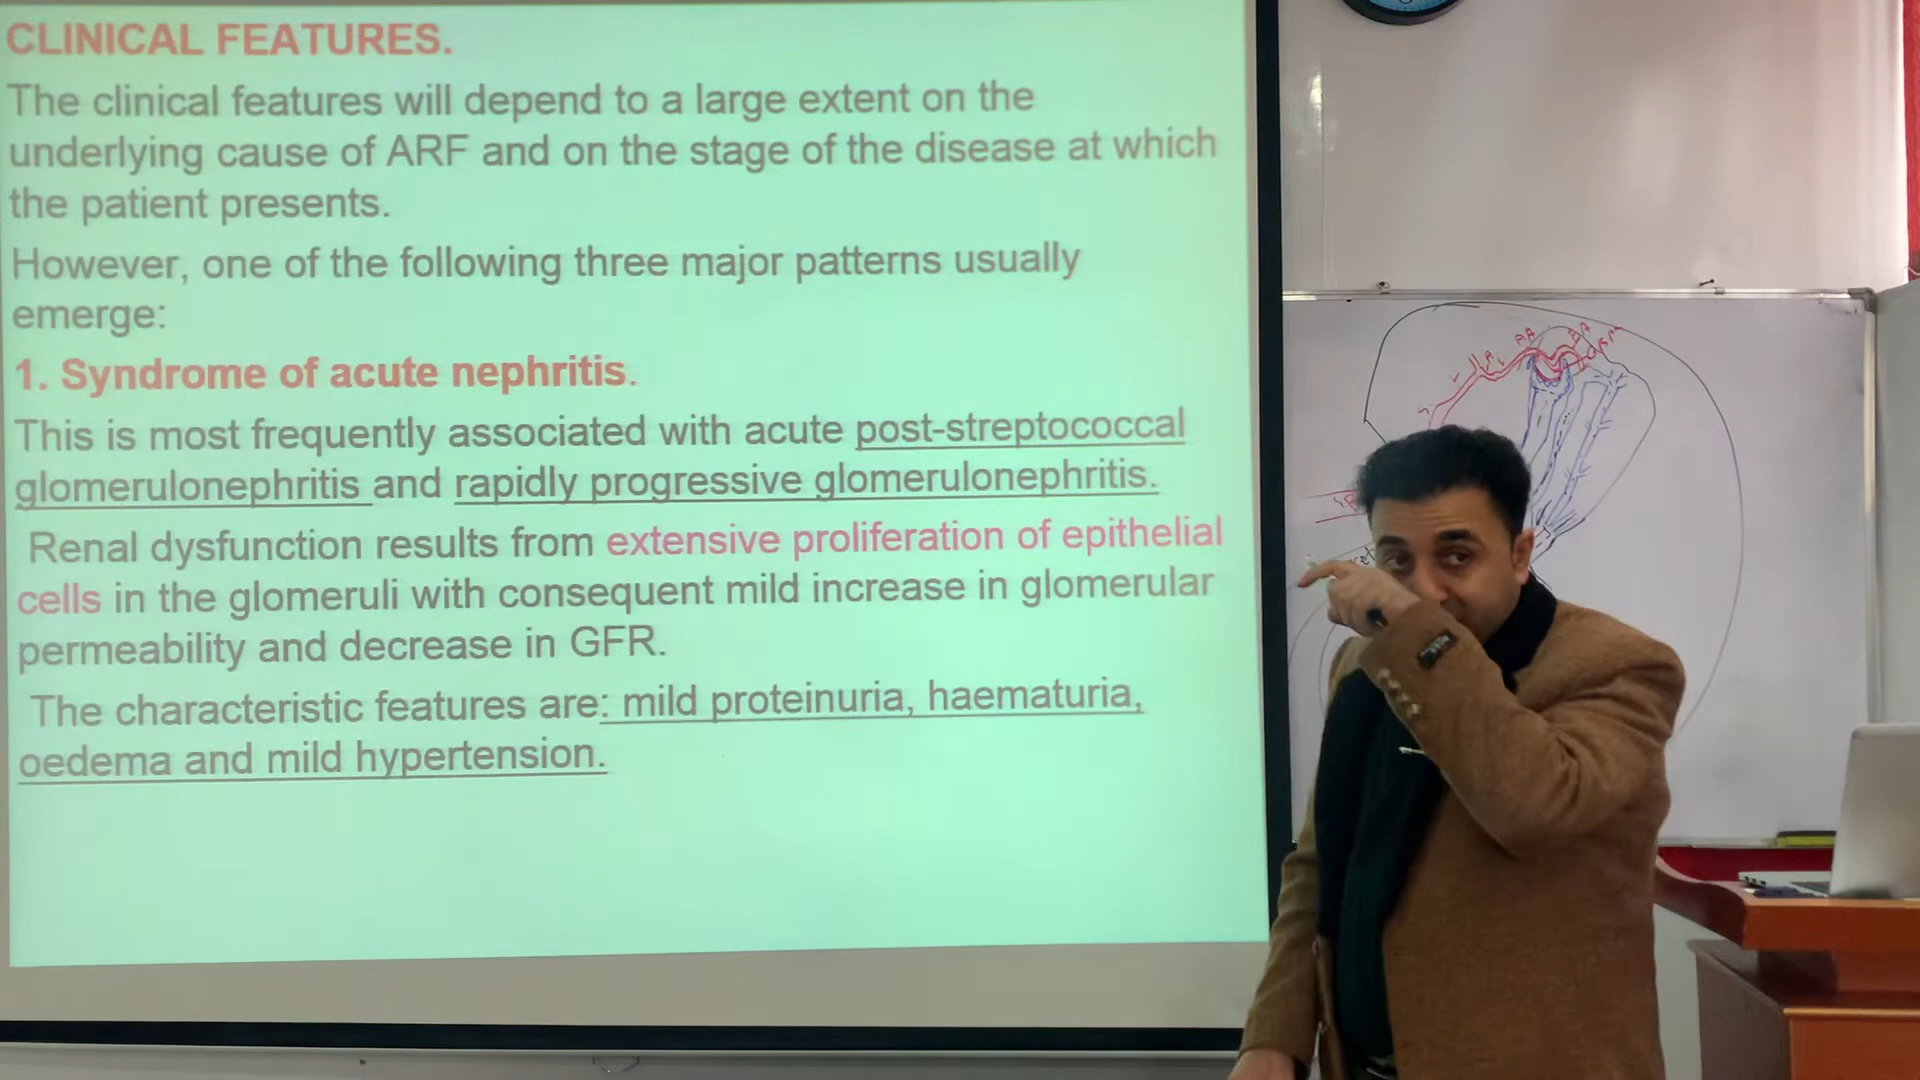 CLINICAL FEATURES.
The clinical features will depend to a large extent on the
underlying cause of ARF and on the stage of the disease at which
the patient presents.
However, one of the following three major patterns usually
emerge:
1. Syndrome of acute nephritis.
This is most frequently associated with acute post-streptococcal
glomerulonephritis and rapidly progressive glomerulonephritis.
Renal dysfunction results from extensive proliferation of epithelial
cells in the glomeruli with consequent mild increase in glomerular
permeability and decrease in GFR.
The characteristic features are: mild proteinuria, haematuria,
oedema and mild hypertension.
AA